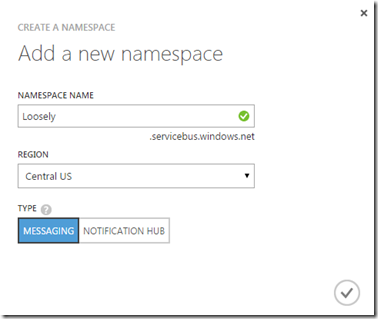 CREATE A NAMESPACE
Add a new namespace
NAMESPACE NAME
Loosely
.servicebus.windows.net
REGION
Central US
TYPE ?
MESSAGING NOTIFICATION HUB